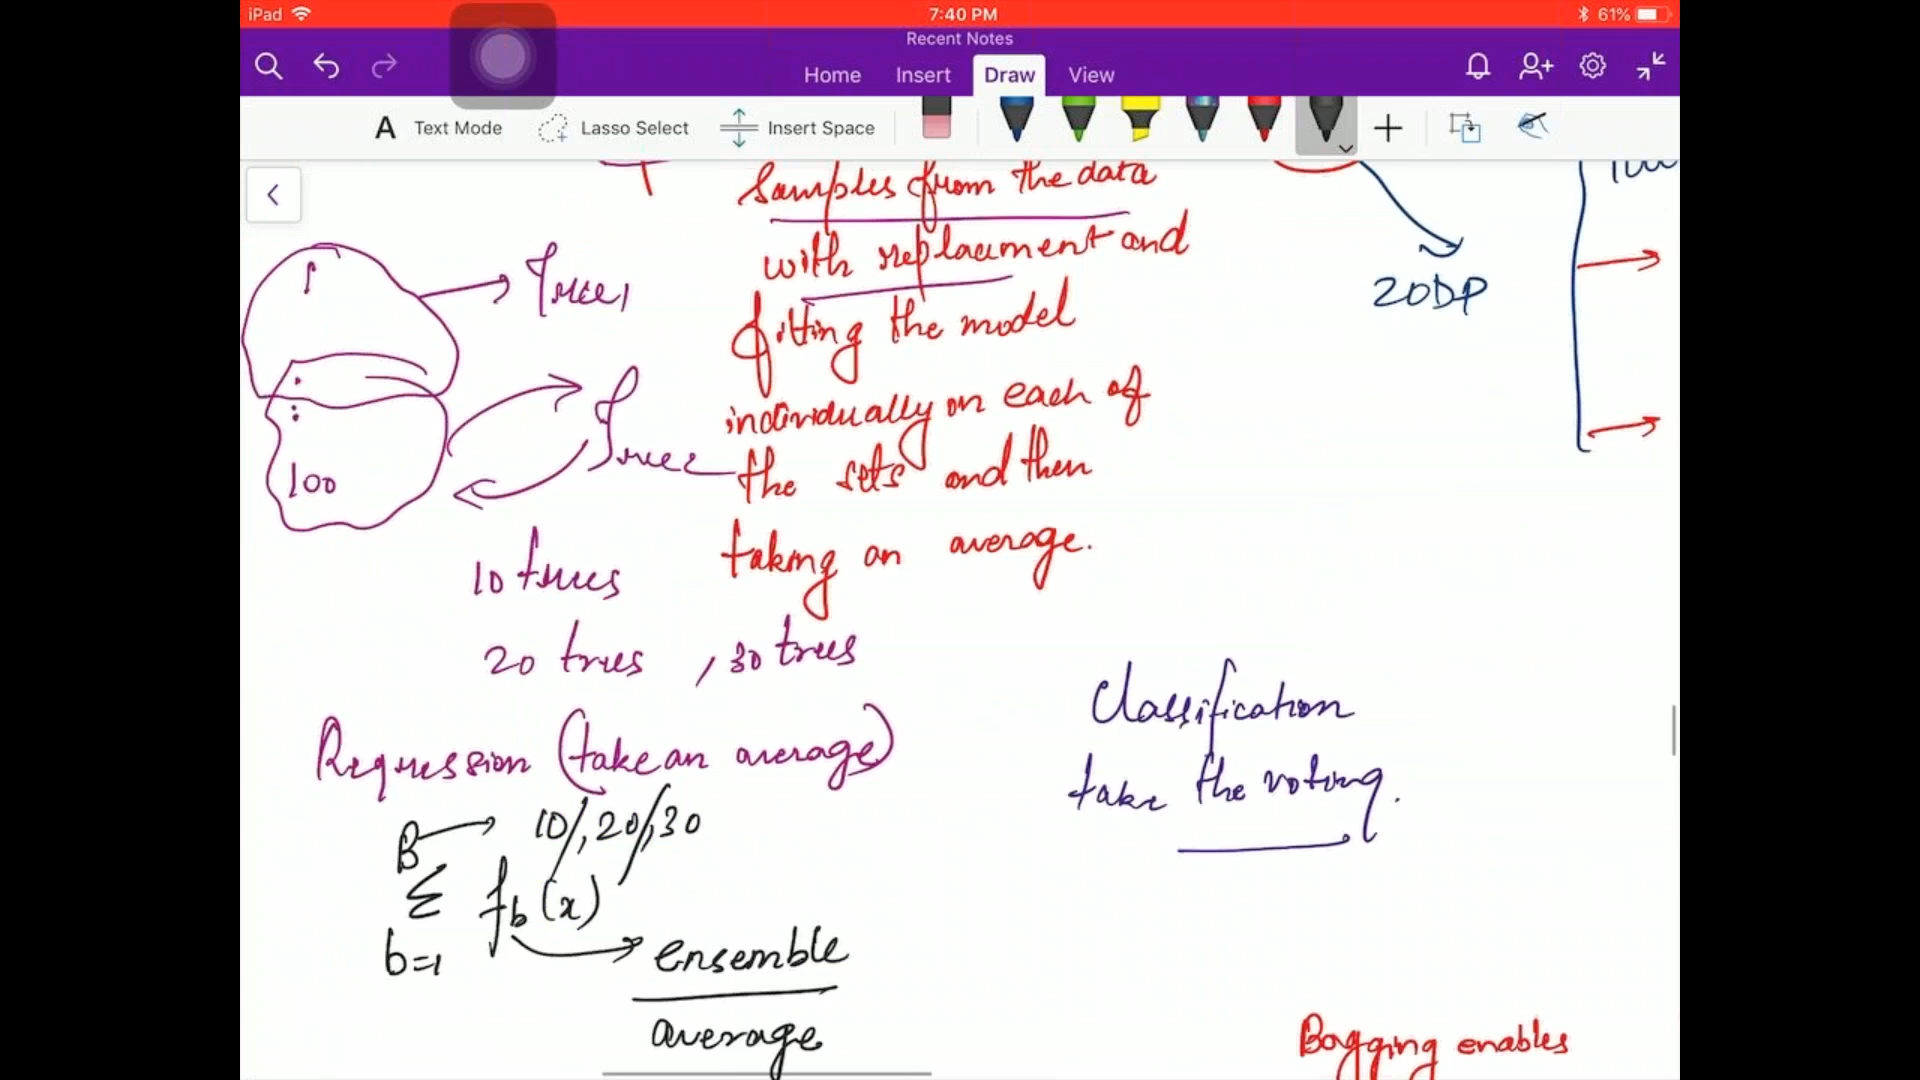 iPad 7:40 PM 61%
Recent Notes
Home Insert Draw View
A Text Mode Lasso Select Insert Space
Samples from the data
with replacment and
fitting the model
individually on each of
the sets and then
taking an average.
1
100
Tree1
Tree2
20DP
10 trees
20 trees , 30 trees
Regression (take an average)
B → 10/, 20/, 30
Σ fb(x)
b=1
ensemble
average
Classification
take the voting.
Bagging enables